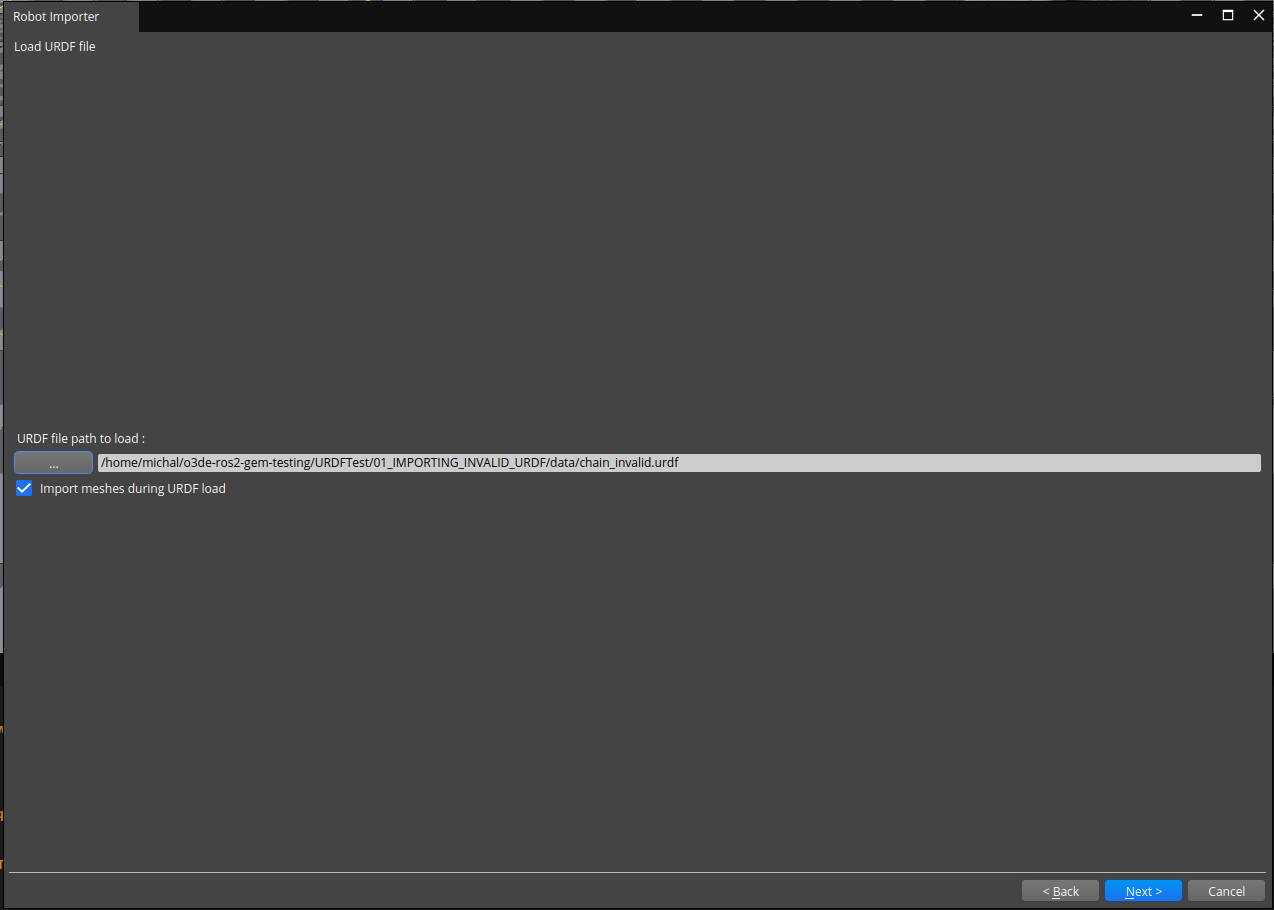 Robot Importer
Load URDF file
URDF file path to load :
...
/home/michal/o3de-ros2-gem-testing/URDFTest/01_IMPORTING_INVALID_URDF/data/chain_invalid.urdf
Import meshes during URDF load
< Back
Next >
Cancel